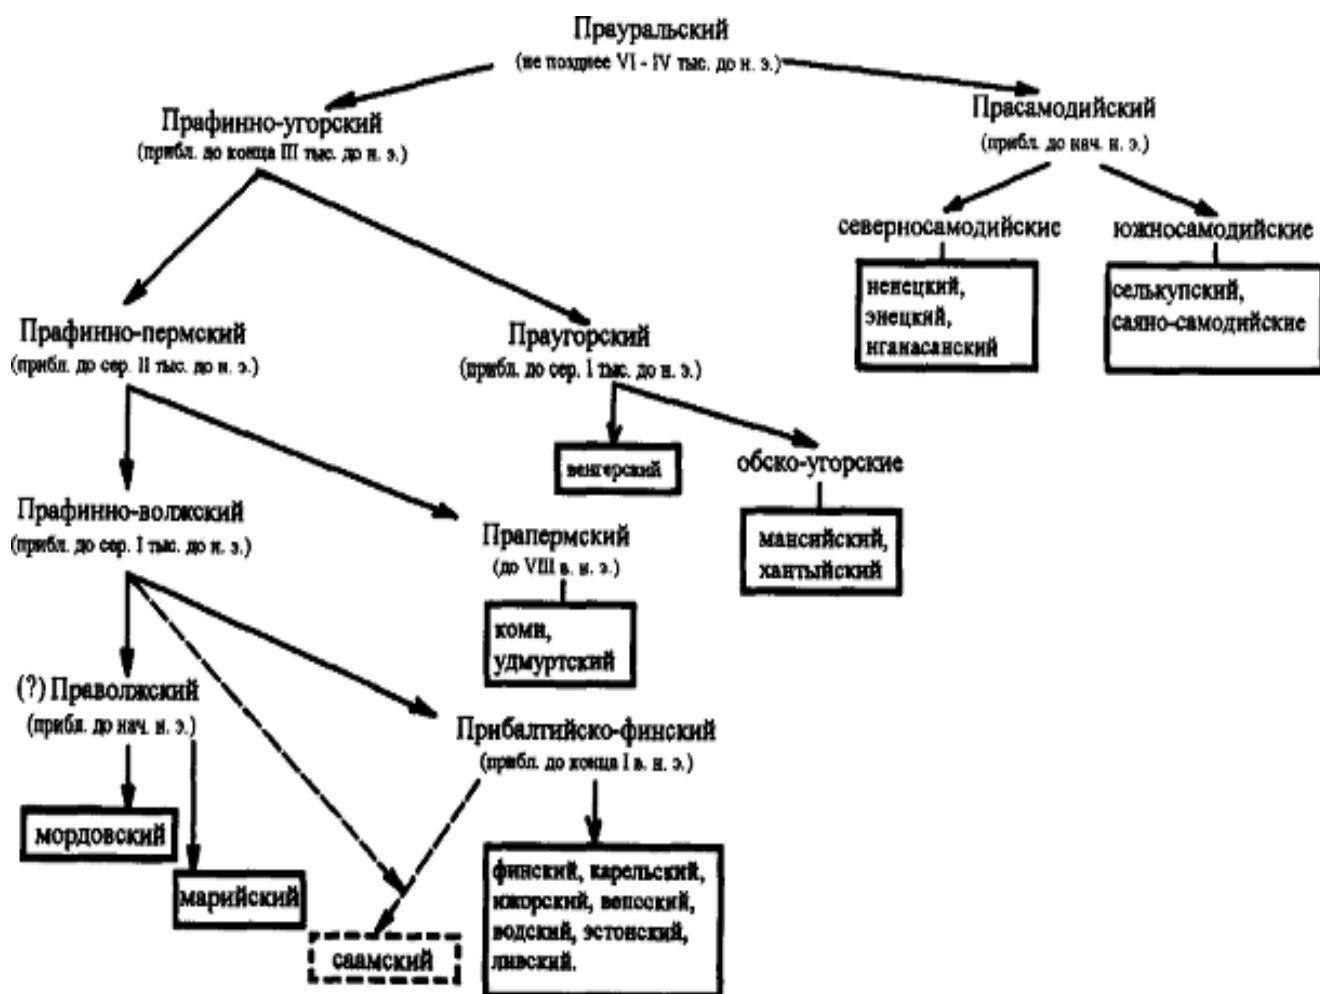 Прауральский
(не позднее VI - IV тыс. до н. э.)
Прафинно-угорский
(прибл. до конца III тыс. до н. э.)
Прасамодийский
(прибл. до нач. н. э.)
северносамодийские
южносамодийские
ненецкий,
энецкий,
нганасанский
селькупский,
саяно-самодийские
Прафинно-пермский
(прибл. до сер. II тыс. до н. э.)
Праугорский
(прибл. до сер. I тыс. до н. э.)
венгерский
обско-угорские
мансийский,
хантыйский
Прафинно-волжский
(прибл. до сер. I тыс. до н. э.)
Прапермский
(до VIII в. н. э.)
коми,
удмуртский
(?) Праволжский
(прибл. до нач. н. э.)
Прибалтийско-финский
(прибл. до конца I в. н. э.)
мордовский
марийский
саамский
финский, карельский,
ижорский, вепсский,
водский, эстонский,
ливский.